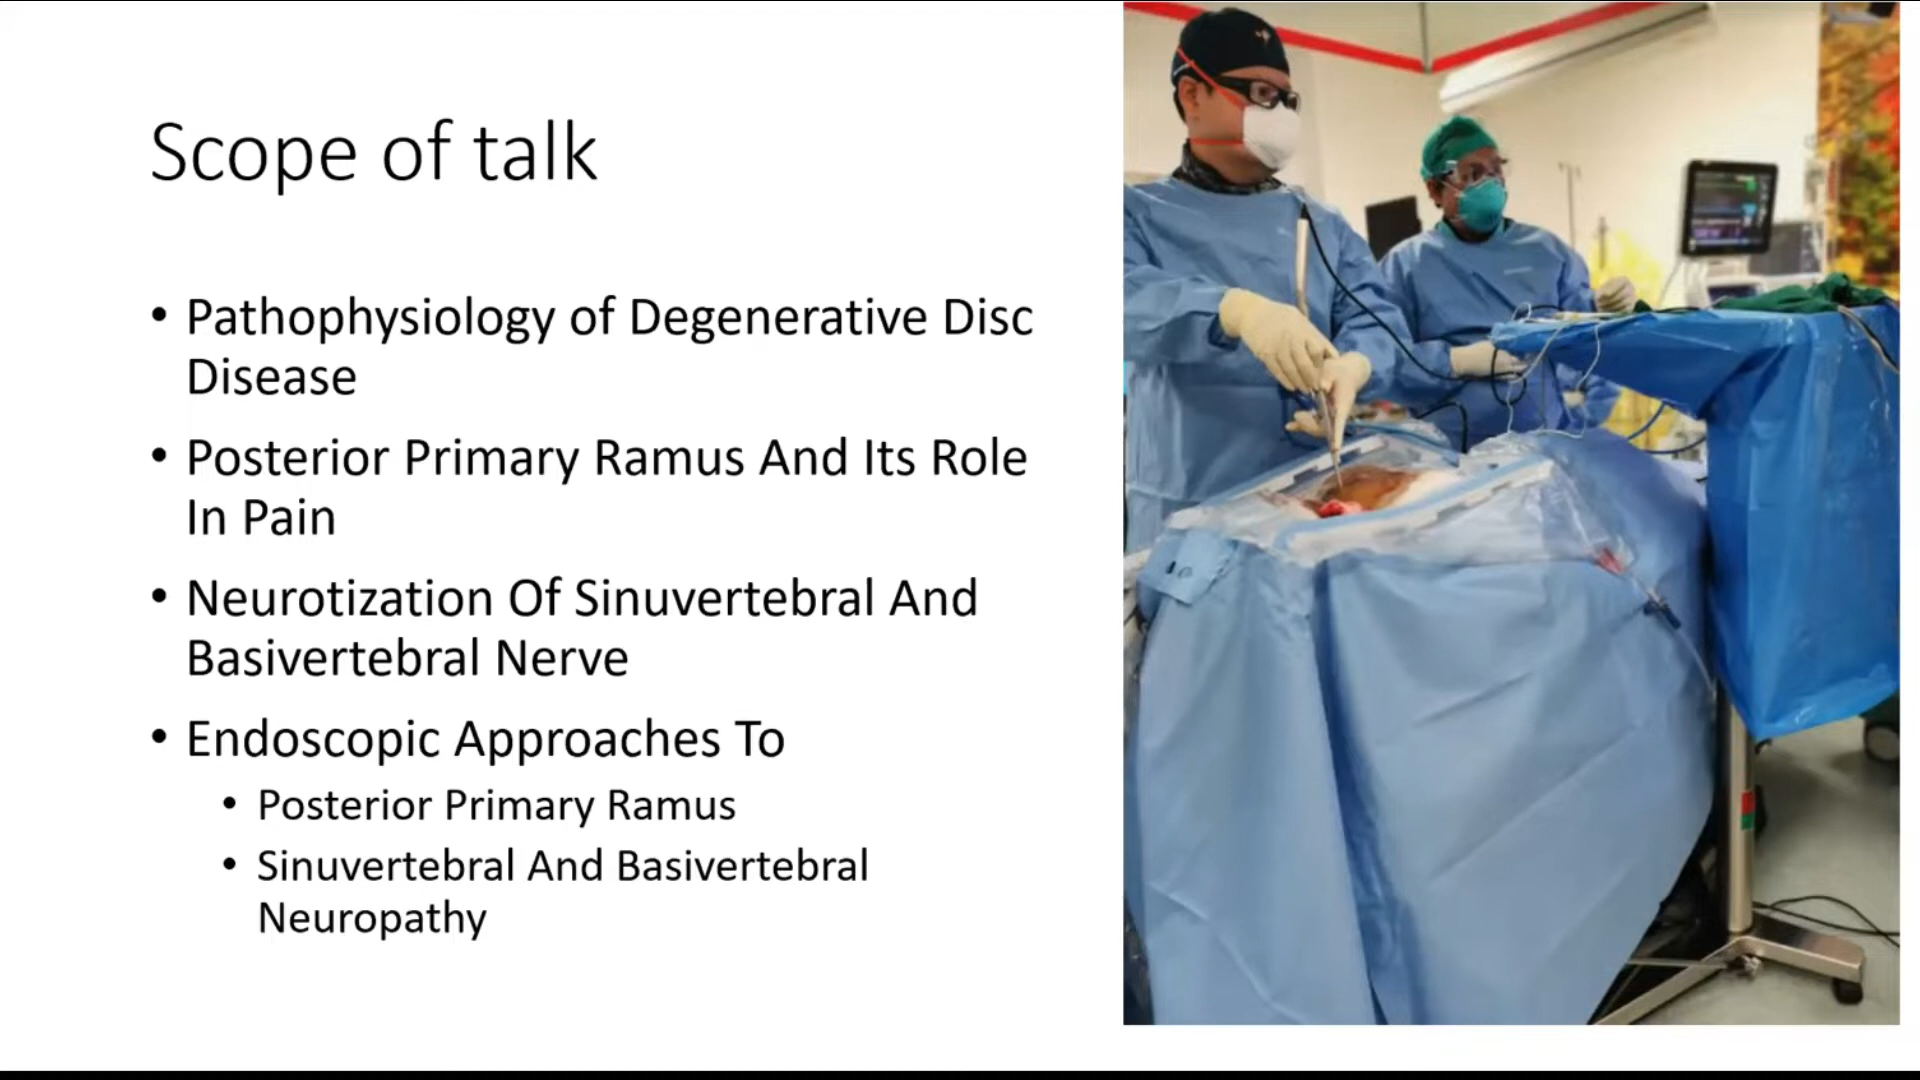 Scope of talk
• Pathophysiology of Degenerative Disc
Disease
• Posterior Primary Ramus And Its Role
In Pain
• Neurotization Of Sinuvertebral And
Basivertebral Nerve
• Endoscopic Approaches To
• Posterior Primary Ramus
• Sinuvertebral And Basivertebral
Neuropathy